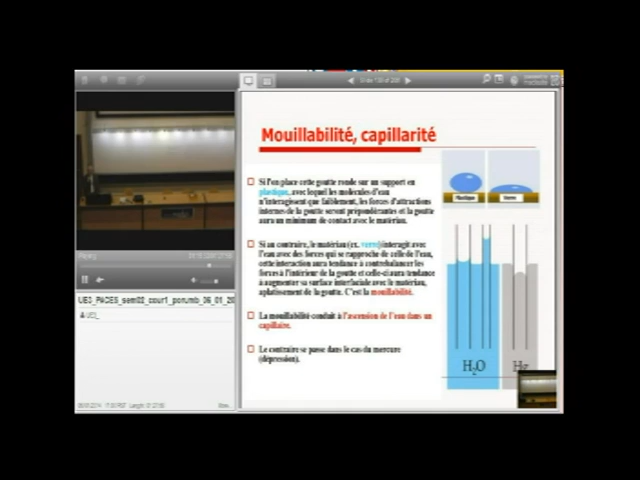 Mouillabilité, capillarité
Si l'on place cette goutte ronde sur un support en
plastique, avec lequel les molécules d'eau
n'interagissent que faiblement, les forces d'attractions
internes de la goutte seront prépondérantes et la goutte
aura un minimum de contact avec le matériau.
Si au contraire, le matériau (ex. verre) interagit avec
l'eau avec des forces qui se rapproche de celle de l'eau,
cette interaction aura tendance à contrebalancer les
forces à l'intérieur de la goutte et celle-ci aura tendance
à augmenter sa surface interfaciale avec le matériau,
aplatissement de la goutte. C'est la mouillabilité.
La mouillabilité conduit à l'ascension de l'eau dans un
capillaire.
Le contraire se passe dans le cas du mercure
(dépression).
Plastique
Verre
H2O
Hg
UE3_PACES_sem02_cour1_porumb_06_01_20
UE3_